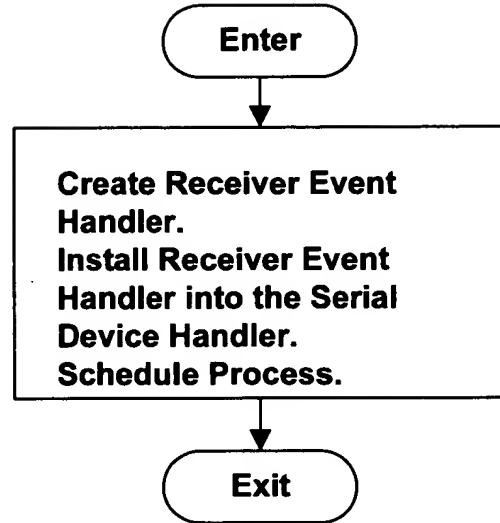 Enter
Create Receiver Event
Handler.
Install Receiver Event
Handler into the Serial
Device Handler.
Schedule Process.
Exit